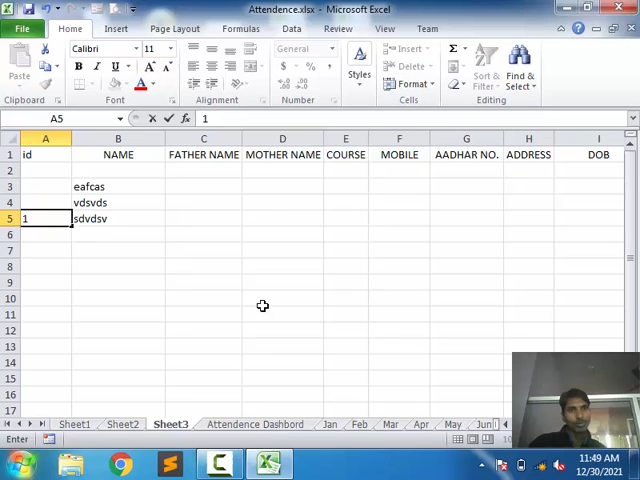 Attendence.xlsx - Microsoft Excel
File Home Insert Page Layout Formulas Data Review View Team
Paste
Clipboard
Calibri 11
B I U
Font
Alignment
General
$ % ,
Number
Styles
Insert
Delete
Format
Cells
Σ
Sort & Filter
Find & Select
Editing
A5 fx 1
A B C D E F G H I
1 id NAME FATHER NAME MOTHER NAME COURSE MOBILE AADHAR NO. ADDRESS DOB
2
3 eafcas
4 vdsvds
5 1 sdvdsv
6
7
8
9
10
11
12
13
14
15
16
17
Sheet1 Sheet2 Sheet3 Attendence Dashbord Jan Feb Mar Apr May Jun
Enter
11:49 AM
12/30/2021